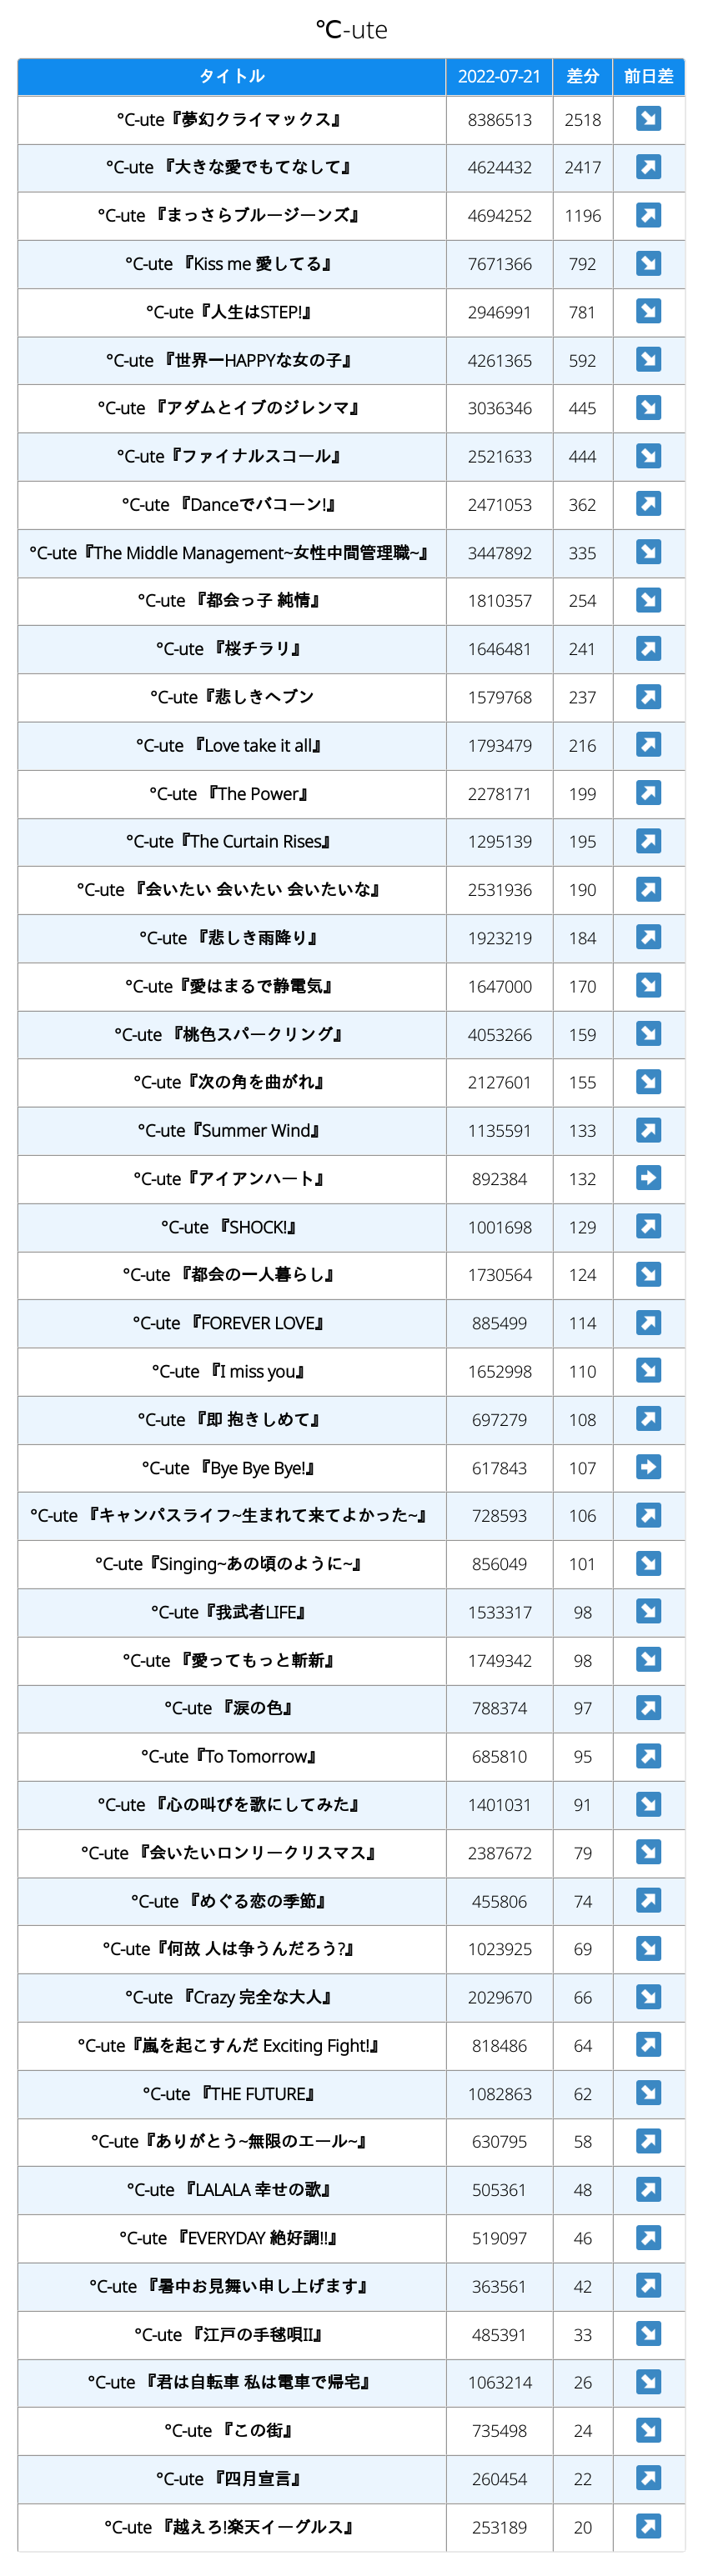 ℃-ute
タイトル 2022-07-21 差分 前日差
°C-ute『夢幻クライマックス』 8386513 2518 ↘
°C-ute 『大きな愛でもてなして』 4624432 2417 ↗
°C-ute 『まっさらブルージーンズ』 4694252 1196 ↗
°C-ute 『Kiss me 愛してる』 7671366 792 ↘
°C-ute『人生はSTEP!』 2946991 781 ↘
°C-ute 『世界一HAPPYな女の子』 4261365 592 ↘
°C-ute 『アダムとイブのジレンマ』 3036346 445 ↘
°C-ute『ファイナルスコール』 2521633 444 ↘
°C-ute 『Danceでバコーン!』 2471053 362 ↗
°C-ute『The Middle Management~女性中間管理職~』 3447892 335 ↘
°C-ute 『都会っ子 純情』 1810357 254 ↘
°C-ute 『桜チラリ』 1646481 241 ↗
°C-ute『悲しきヘブン 1579768 237 ↗
°C-ute 『Love take it all』 1793479 216 ↗
°C-ute 『The Power』 2278171 199 ↗
°C-ute『The Curtain Rises』 1295139 195 ↗
°C-ute 『会いたい 会いたい 会いたいな』 2531936 190 ↗
°C-ute 『悲しき雨降り』 1923219 184 ↗
°C-ute『愛はまるで静電気』 1647000 170 ↘
°C-ute 『桃色スパークリング』 4053266 159 ↘
°C-ute『次の角を曲がれ』 2127601 155 ↘
°C-ute『Summer Wind』 1135591 133 ↗
°C-ute『アイアンハート』 892384 132 →
°C-ute 『SHOCK!』 1001698 129 ↗
°C-ute 『都会の一人暮らし』 1730564 124 ↘
°C-ute 『FOREVER LOVE』 885499 114 ↗
°C-ute 『I miss you』 1652998 110 ↘
°C-ute 『即 抱きしめて』 697279 108 ↗
°C-ute 『Bye Bye Bye!』 617843 107 →
°C-ute 『キャンパスライフ~生まれて来てよかった~』 728593 106 ↗
°C-ute『Singing~あの頃のように~』 856049 101 ↘
°C-ute『我武者LIFE』 1533317 98 ↘
°C-ute 『愛ってもっと斬新』 1749342 98 ↘
°C-ute 『涙の色』 788374 97 ↗
°C-ute『To Tomorrow』 685810 95 ↗
°C-ute 『心の叫びを歌にしてみた』 1401031 91 ↘
°C-ute 『会いたいロンリークリスマス』 2387672 79 ↘
°C-ute 『めぐる恋の季節』 455806 74 ↗
°C-ute『何故 人は争うんだろう?』 1023925 69 ↘
°C-ute 『Crazy 完全な大人』 2029670 66 ↘
°C-ute『嵐を起こすんだ Exciting Fight!』 818486 64 ↗
°C-ute 『THE FUTURE』 1082863 62 ↘
°C-ute『ありがとう~無限のエール~』 630795 58 ↗
°C-ute 『LALALA 幸せの歌』 505361 48 ↗
°C-ute 『EVERYDAY 絶好調!!』 519097 46 ↗
°C-ute 『暑中お見舞い申し上げます』 363561 42 ↗
°C-ute 『江戸の手毬唄II』 485391 33 ↘
°C-ute 『君は自転車 私は電車で帰宅』 1063214 26 ↘
°C-ute 『この街』 735498 24 ↘
°C-ute 『四月宣言』 260454 22 ↗
°C-ute 『越えろ!楽天イーグルス』 253189 20 ↗